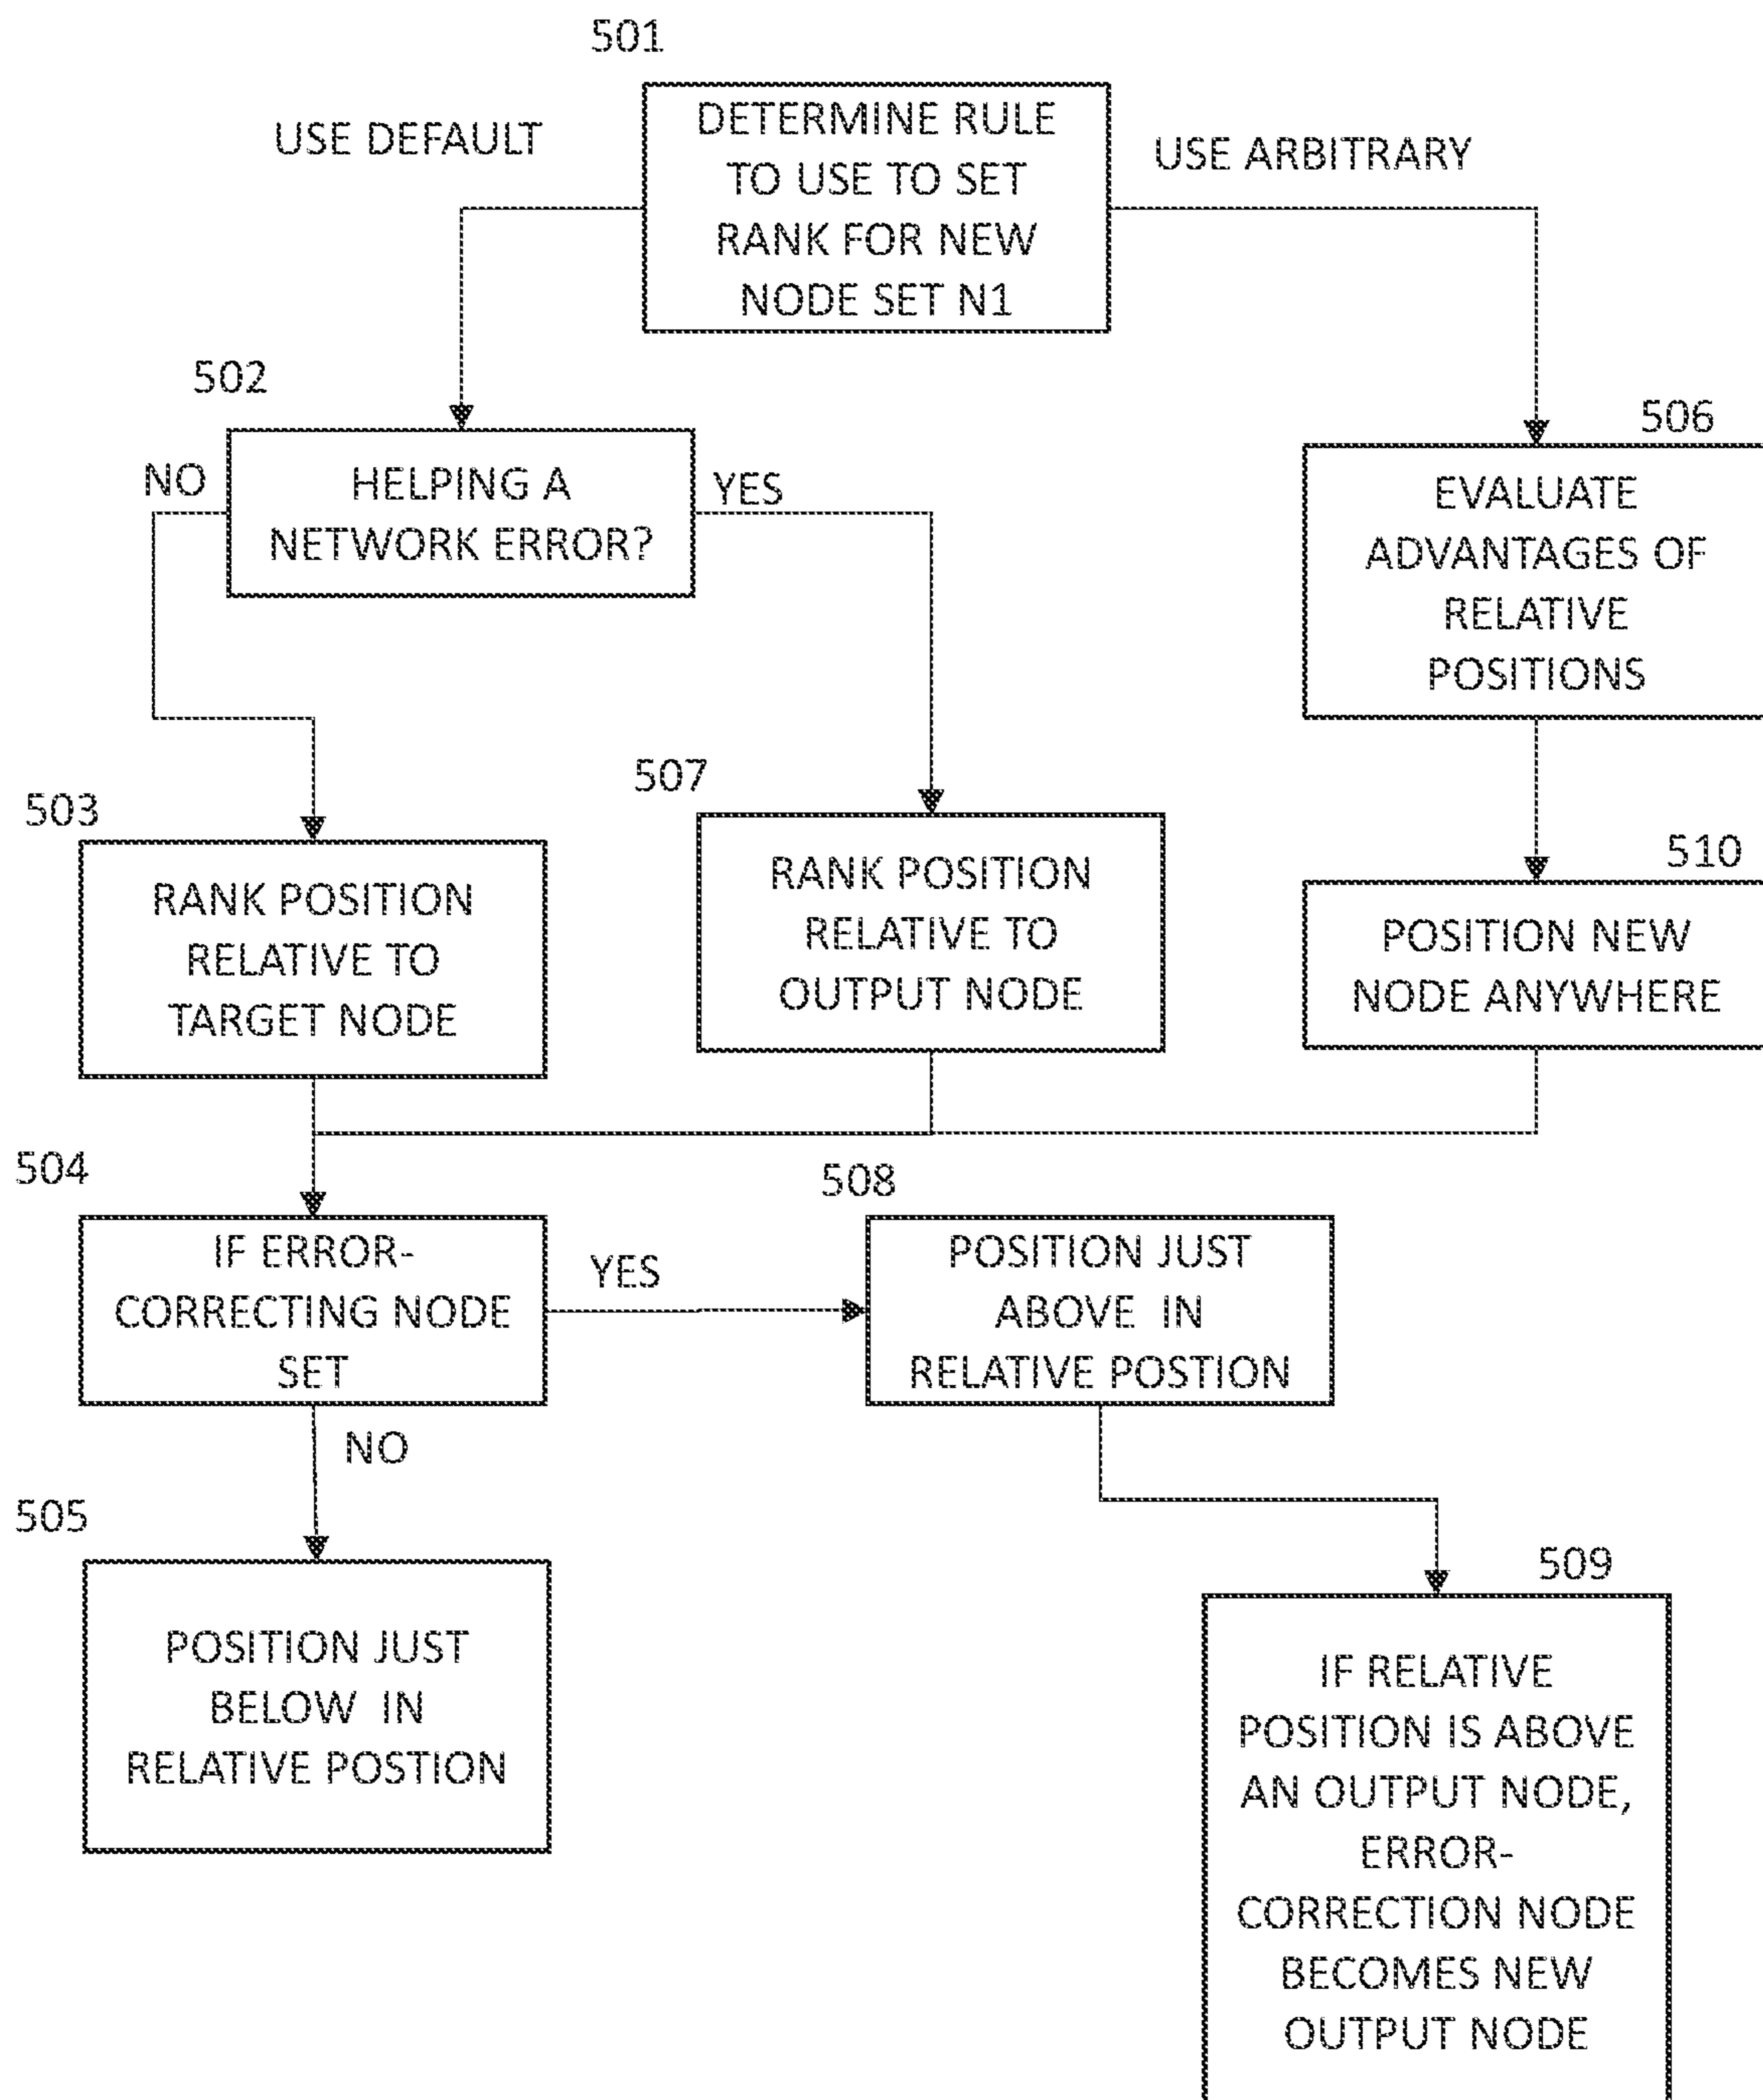 501
DETERMINE RULE
TO USE TO SET
RANK FOR NEW
NODE SET N1
USE DEFAULT
USE ARBITRARY
502
HELPING A
NETWORK ERROR?
NO
YES
506
EVALUATE
ADVANTAGES OF
RELATIVE
POSITIONS
503
RANK POSITION
RELATIVE TO
TARGET NODE
507
RANK POSITION
RELATIVE TO
OUTPUT NODE
510
POSITION NEW
NODE ANYWHERE
504
IF ERROR-
CORRECTING NODE
SET
YES
NO
508
POSITION JUST
ABOVE IN
RELATIVE POSTION
505
POSITION JUST
BELOW IN
RELATIVE POSTION
509
IF RELATIVE
POSITION IS ABOVE
AN OUTPUT NODE,
ERROR-
CORRECTION NODE
BECOMES NEW
OUTPUT NODE